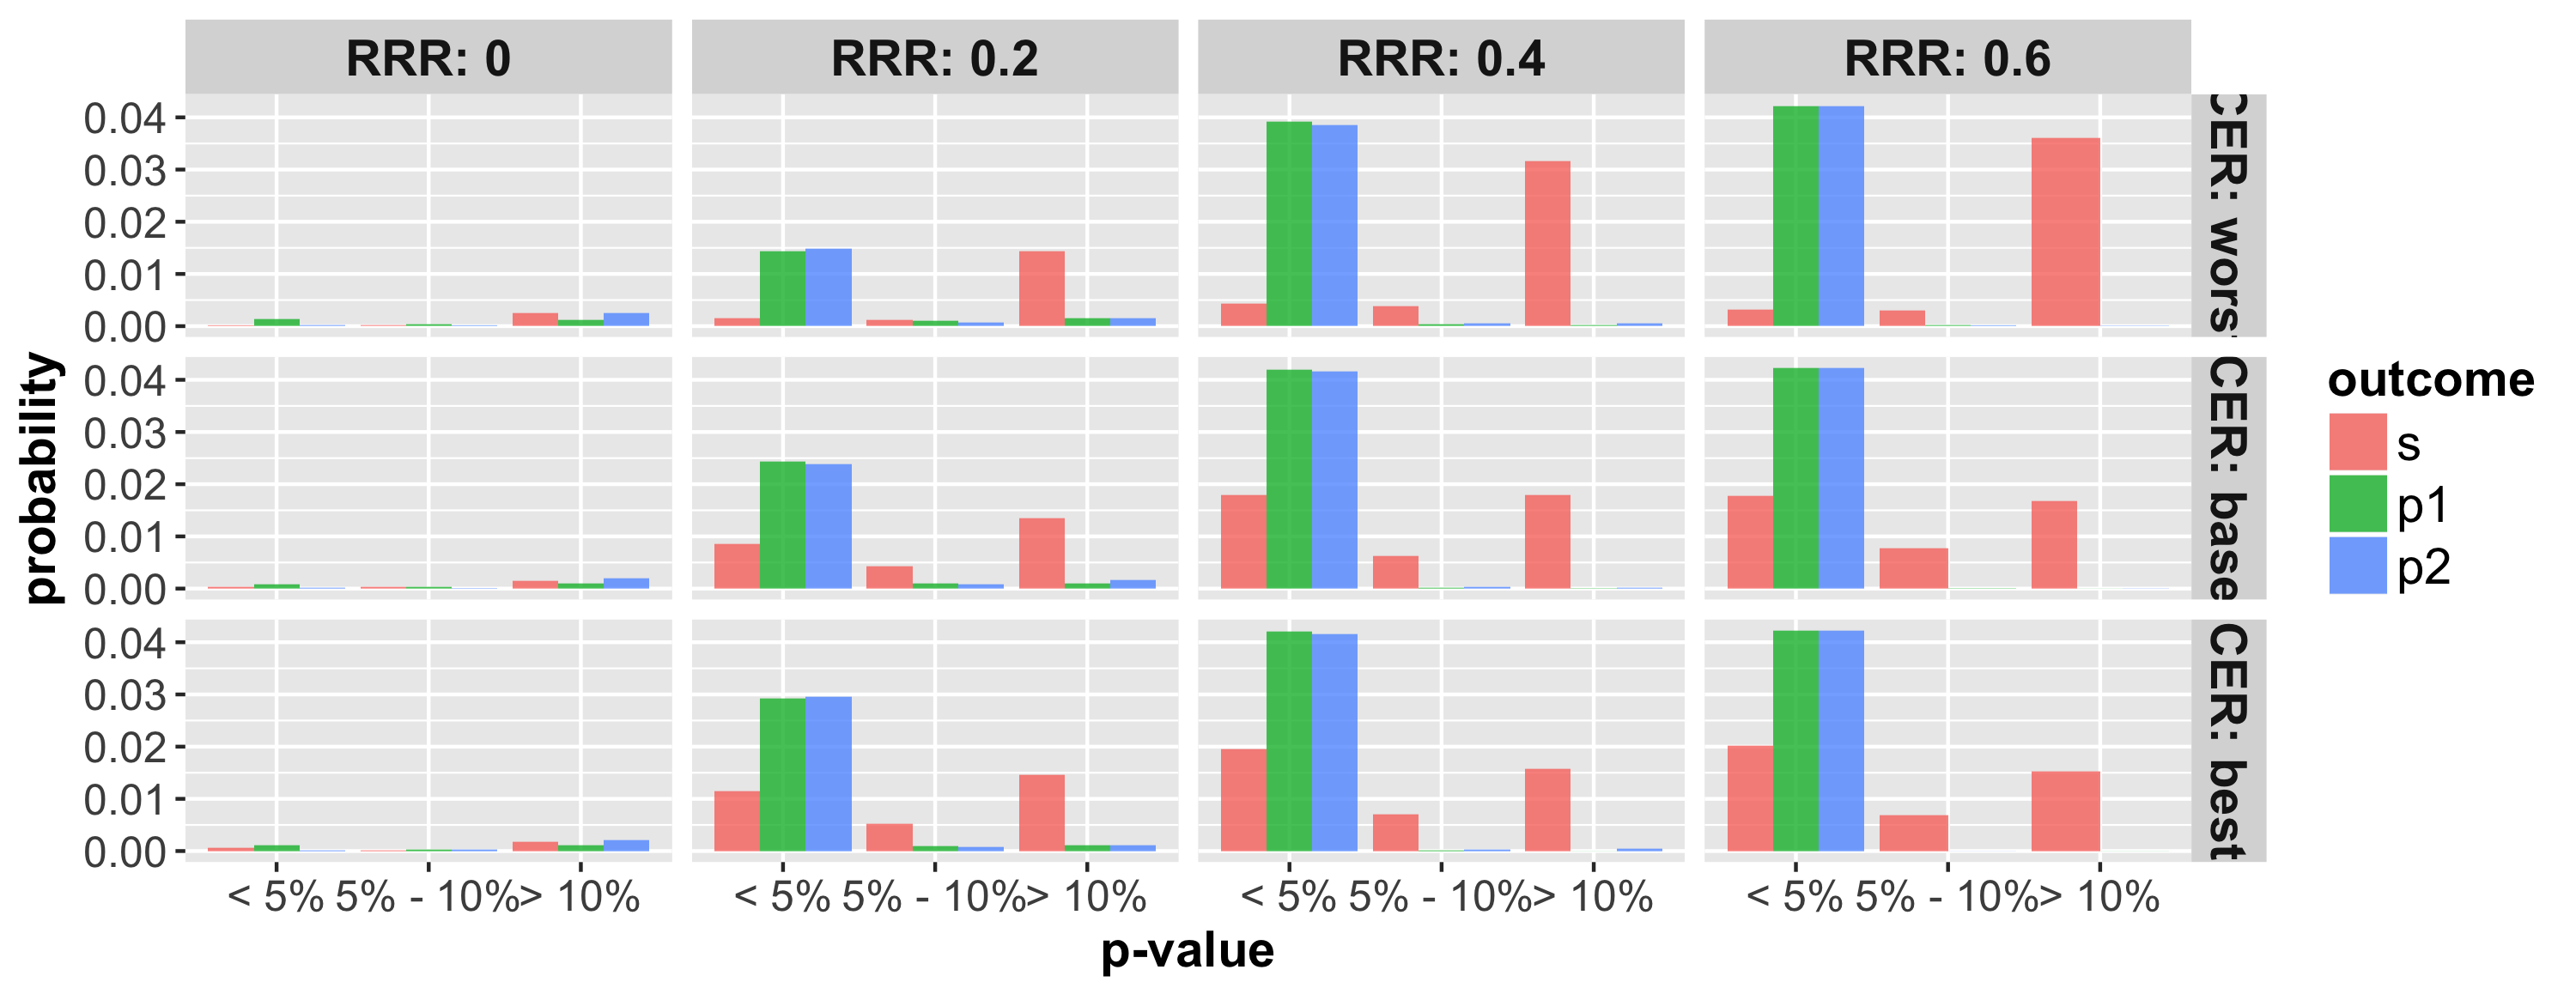 RRR: 0 RRR: 0.2 RRR: 0.4 RRR: 0.6
0.04
0.03
0.02
0.01
0.00
CER: wors
0.04
0.03
0.02
0.01
0.00
CER: base
0.04
0.03
0.02
0.01
0.00
CER: best
probability
< 5% 5% - 10% > 10% < 5% 5% - 10% > 10% < 5% 5% - 10% > 10% < 5% 5% - 10% > 10%
p-value
outcome
s
p1
p2